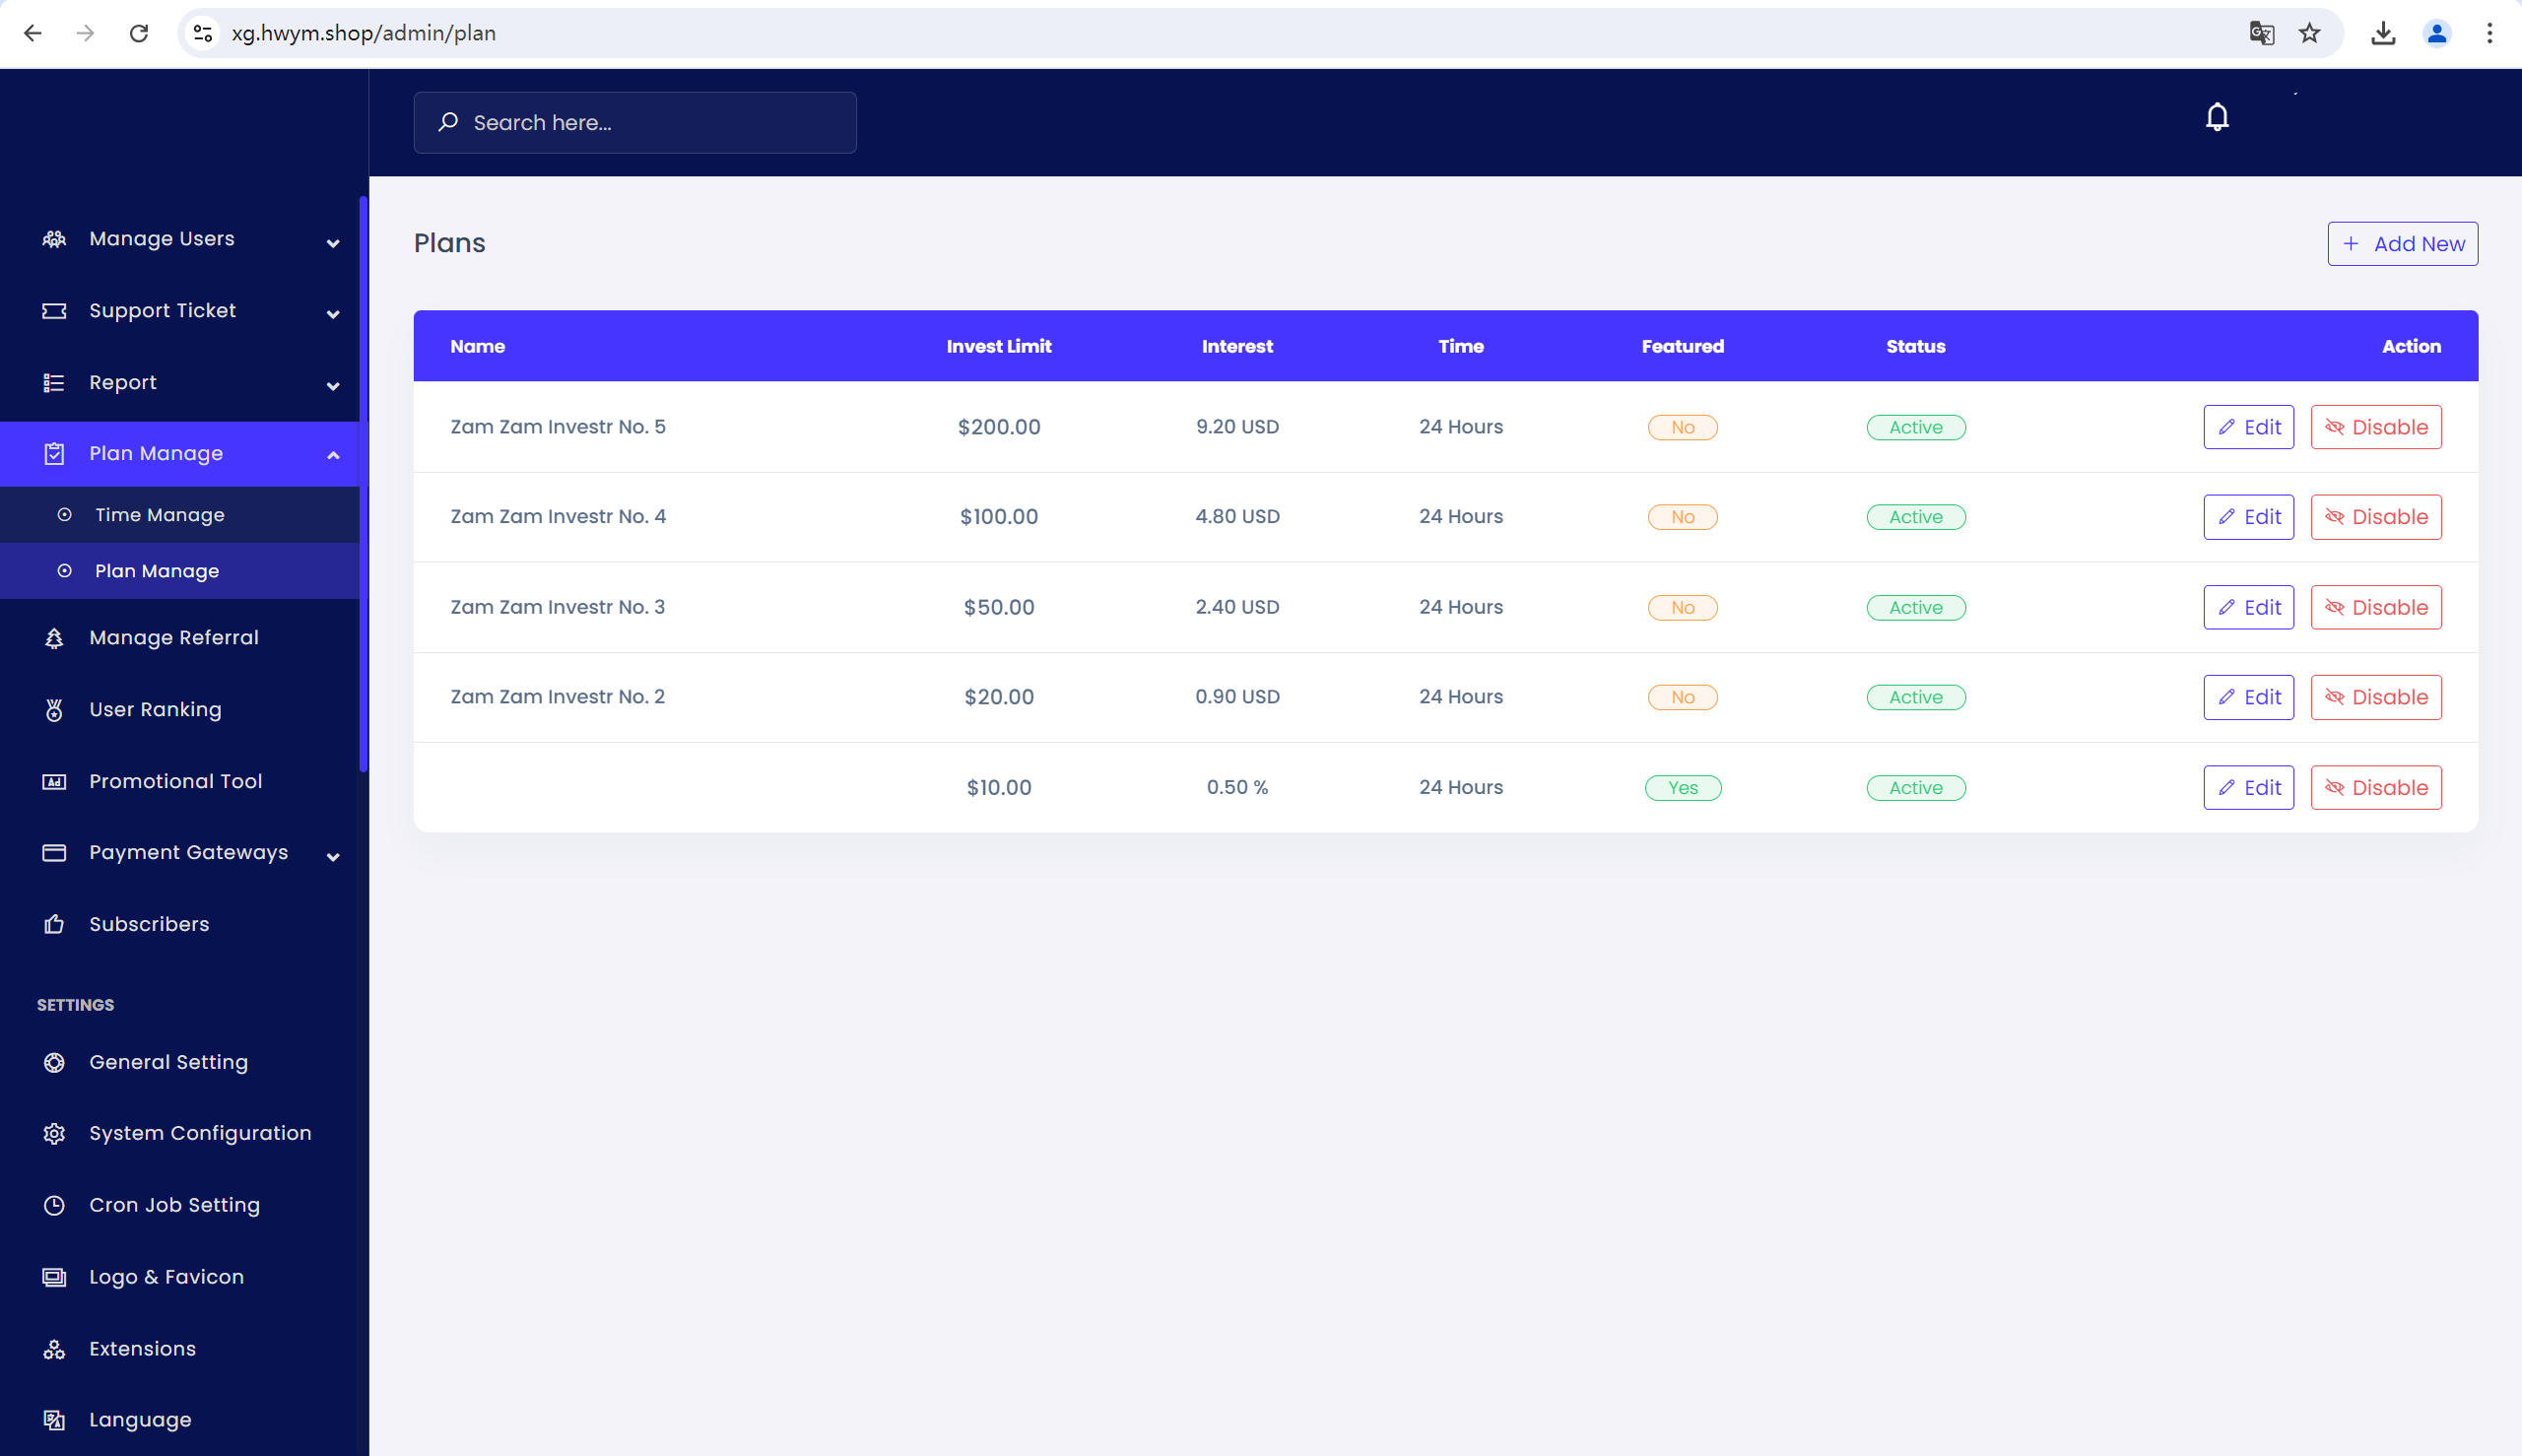 xg.hwym.shop/admin/plan
Search here...
Manage Users
Support Ticket
Report
Plan Manage
Time Manage
Plan Manage
Manage Referral
User Ranking
Promotional Tool
Payment Gateways
Subscribers
SETTINGS
General Setting
System Configuration
Cron Job Setting
Logo & Favicon
Extensions
Language
Plans
+ Add New
Name Invest Limit Interest Time Featured Status Action
Zam Zam Investr No. 5 $200.00 9.20 USD 24 Hours No Active Edit Disable
Zam Zam Investr No. 4 $100.00 4.80 USD 24 Hours No Active Edit Disable
Zam Zam Investr No. 3 $50.00 2.40 USD 24 Hours No Active Edit Disable
Zam Zam Investr No. 2 $20.00 0.90 USD 24 Hours No Active Edit Disable
$10.00 0.50 % 24 Hours Yes Active Edit Disable